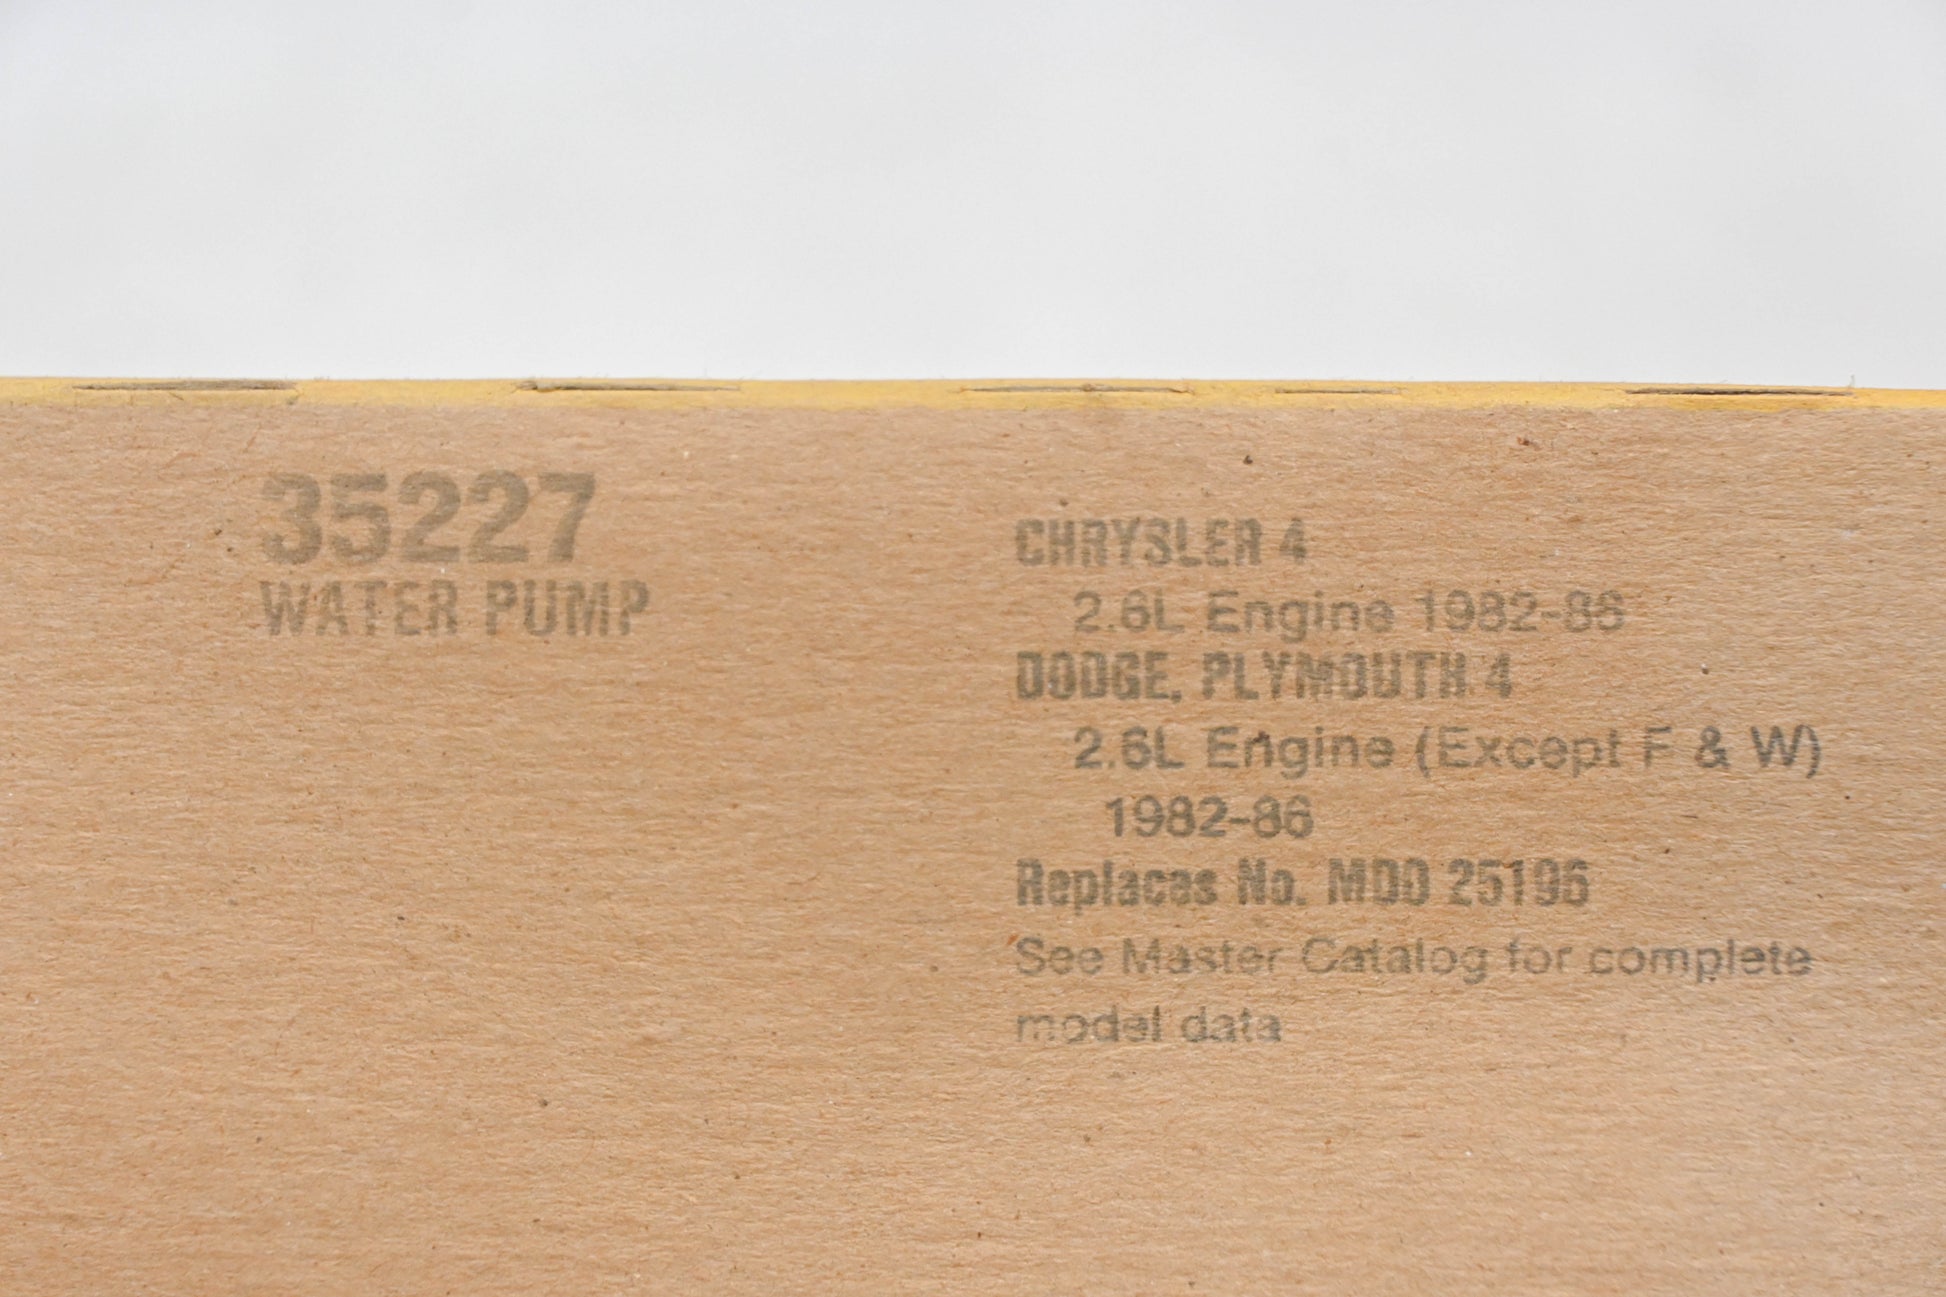 35227
WATER PUMP
CHRYSLER 4
2.6L Engine 1982-86
DODGE, PLYMOUTH 4
2.6L Engine (Except F & W)
1982-86
Replaces No. MD0 25196
See Master Catalog for complete
model data